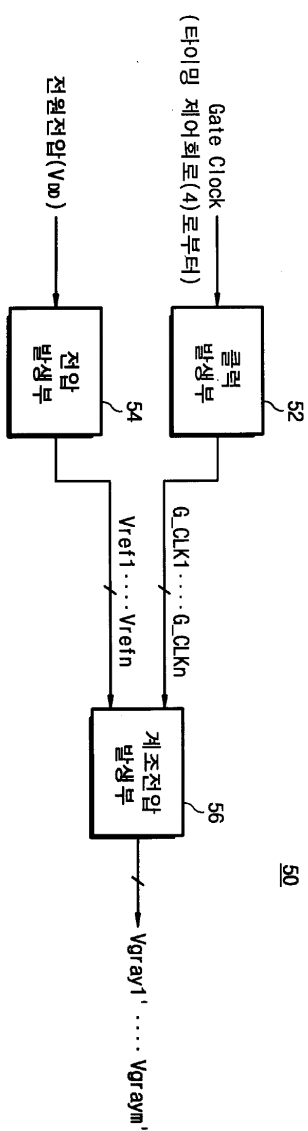 50
Gate Clock
(타이밍 제어회로(4)로부터)
클럭
발생부
52
G_CLK1·····G_CLKn
전원전압(VDD)
전압
발생부
54
Vref1·····Vrefn
계조전압
발생부
56
Vgray1' ····· Vgraym'